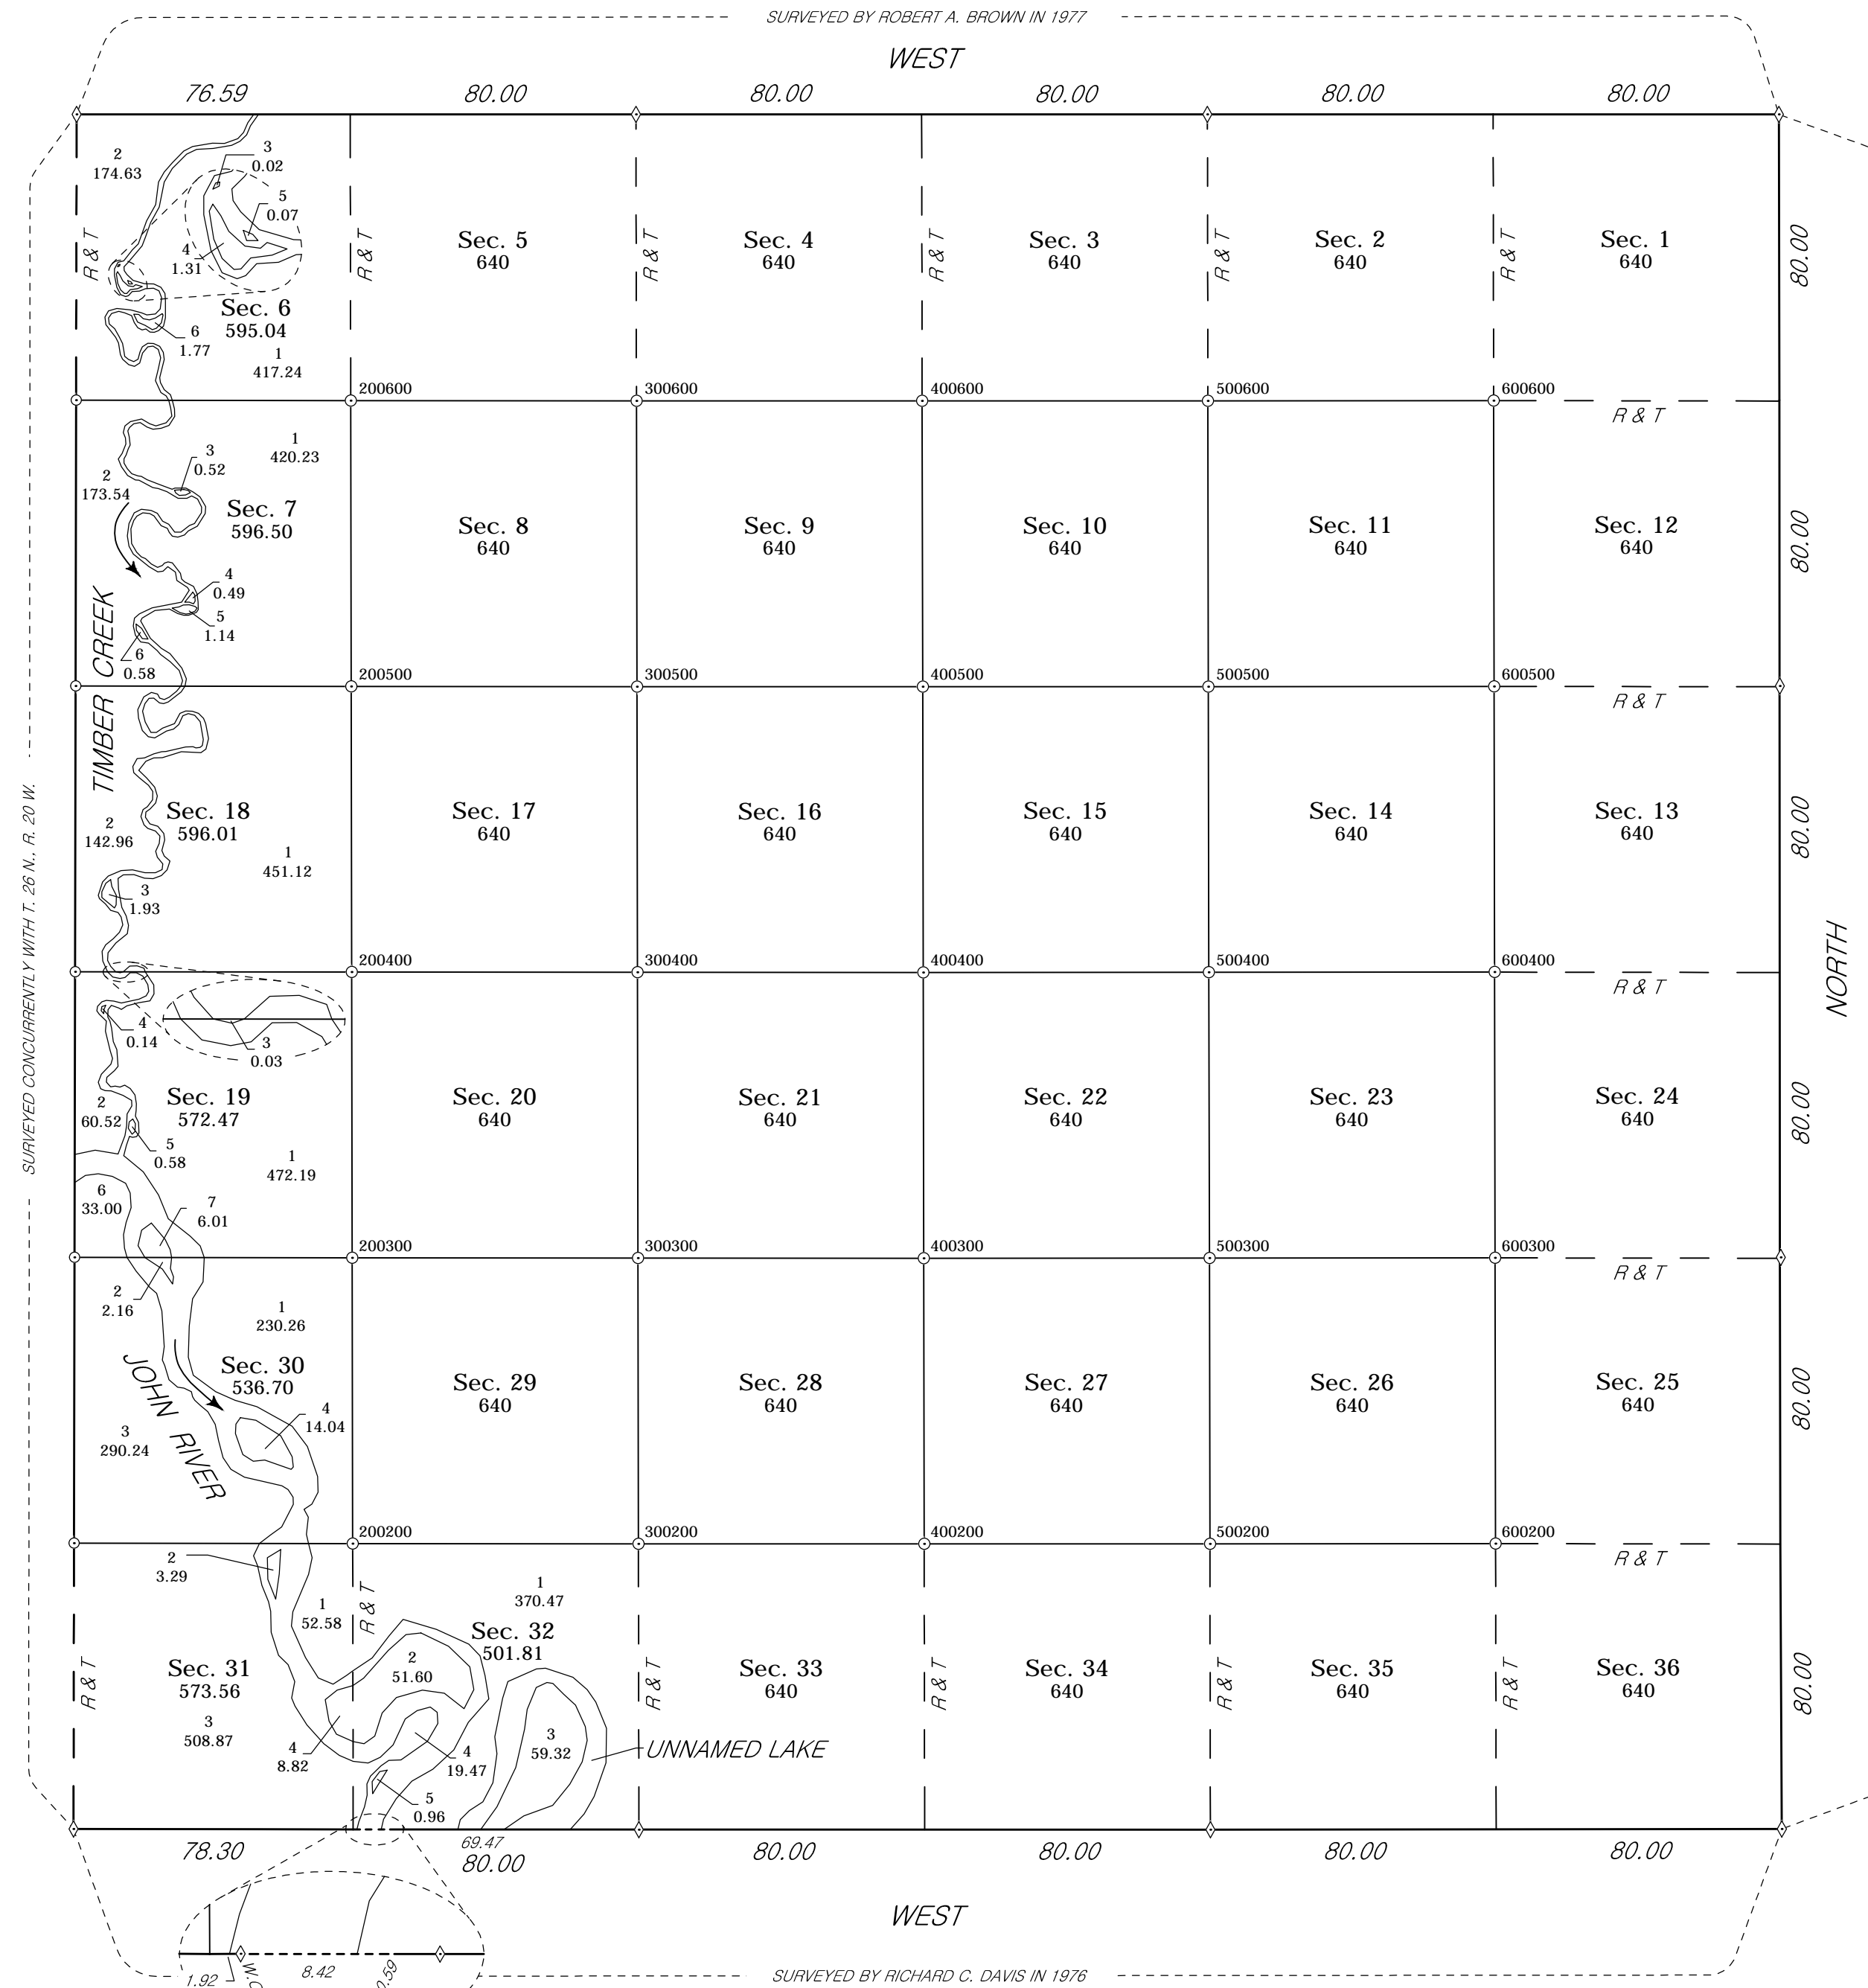 SURVEYED BY ROBERT A. BROWN IN 1977
WEST
76.59 80.00 80.00 80.00 80.00 80.00
2
174.63
3
0.02
5
0.07
4
1.31
R & T
R & T
R & T
R & T
R & T
R & T
Sec. 6
595.04
6
1.77
1
417.24
Sec. 5
640
Sec. 4
640
Sec. 3
640
Sec. 2
640
Sec. 1
640
80.00
200600 300600 400600 500600 600600
R & T
1
420.23
3
0.52
2
173.54
Sec. 7
596.50
4
0.49
5
1.14
6
0.58
Sec. 8
640
Sec. 9
640
Sec. 10
640
Sec. 11
640
Sec. 12
640
80.00
TIMBER CREEK
200500 300500 400500 500500 600500
R & T
Sec. 18
596.01
2
142.96
1
451.12
3
1.93
Sec. 17
640
Sec. 16
640
Sec. 15
640
Sec. 14
640
Sec. 13
640
80.00
SURVEYED CONCURRENTLY WITH T. 26 N., R. 20 W.
NORTH
200400 300400 400400 500400 600400
R & T
4
0.14
3
0.03
Sec. 19
572.47
2
60.52
5
0.58
1
472.19
6
33.00
7
6.01
Sec. 20
640
Sec. 21
640
Sec. 22
640
Sec. 23
640
Sec. 24
640
80.00
200300 300300 400300 500300 600300
R & T
2
2.16
1
230.26
Sec. 30
536.70
4
14.04
3
290.24
JOHN RIVER
Sec. 29
640
Sec. 28
640
Sec. 27
640
Sec. 26
640
Sec. 25
640
80.00
200200 300200 400200 500200 600200
R & T
2
3.29
1
52.58
R & T
R & T
1
370.47
Sec. 32
501.81
2
51.60
Sec. 31
573.56
3
508.87
4
8.82
4
19.47
5
0.96
3
59.32
UNNAMED LAKE
R & T
R & T
R & T
R & T
Sec. 33
640
Sec. 34
640
Sec. 35
640
Sec. 36
640
80.00
69.47
78.30 80.00 80.00 80.00 80.00 80.00
WEST
1.92
8.42
SURVEYED BY RICHARD C. DAVIS IN 1976